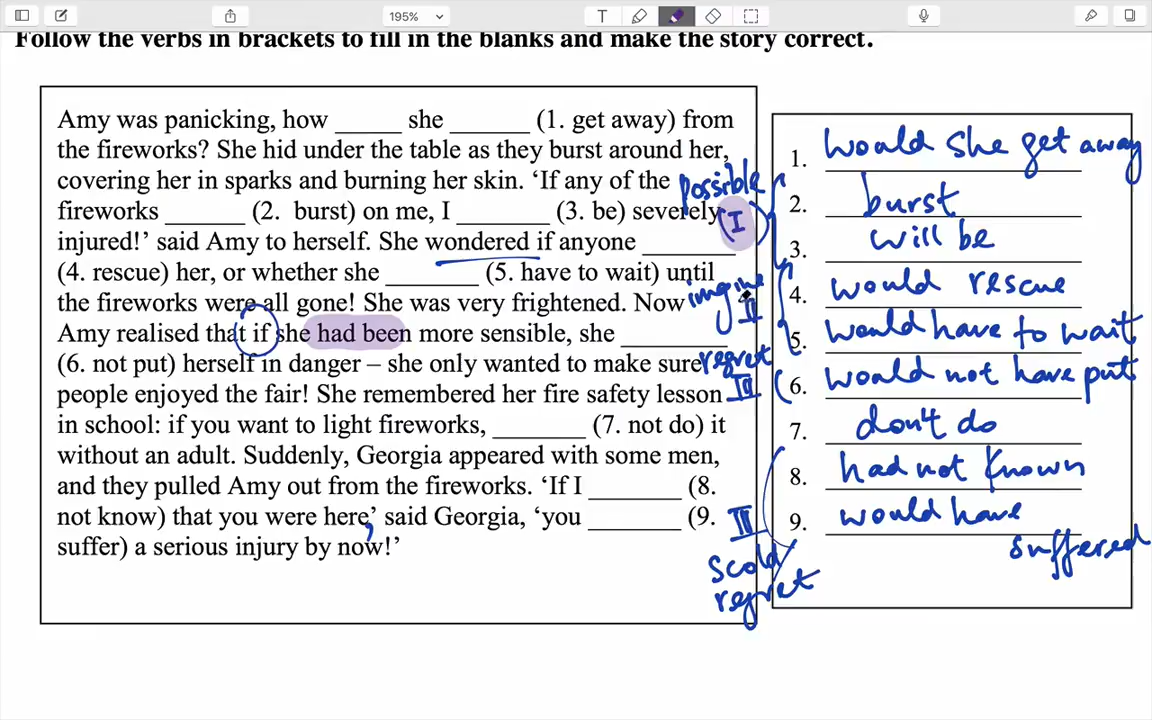 195%
T
Follow the verbs in brackets to fill in the blanks and make the story correct.
Amy was panicking, how _____ she ______ (1. get away) from
the fireworks? She hid under the table as they burst around her,
covering her in sparks and burning her skin. ‘If any of the
fireworks ______ (2. burst) on me, I _______ (3. be) severely
injured!’ said Amy to herself. She wondered if anyone _______
(4. rescue) her, or whether she _______ (5. have to wait) until
the fireworks were all gone! She was very frightened. Now
Amy realised that if she had been more sensible, she ________
(6. not put) herself in danger – she only wanted to make sure
people enjoyed the fair! She remembered her fire safety lesson
in school: if you want to light fireworks, _______ (7. not do) it
without an adult. Suddenly, Georgia appeared with some men,
and they pulled Amy out from the fireworks. ‘If I _______ (8.
not know) that you were here,’ said Georgia, ‘you _______ (9.
suffer) a serious injury by now!’
possible
I
imagine
II
regret
III
III
scold
regret
1. would she get away
2. burst
3. will be
4. would rescue
5. would have to wait
6. would not have put
7. don't do
8. had not known
9. would have
suffered